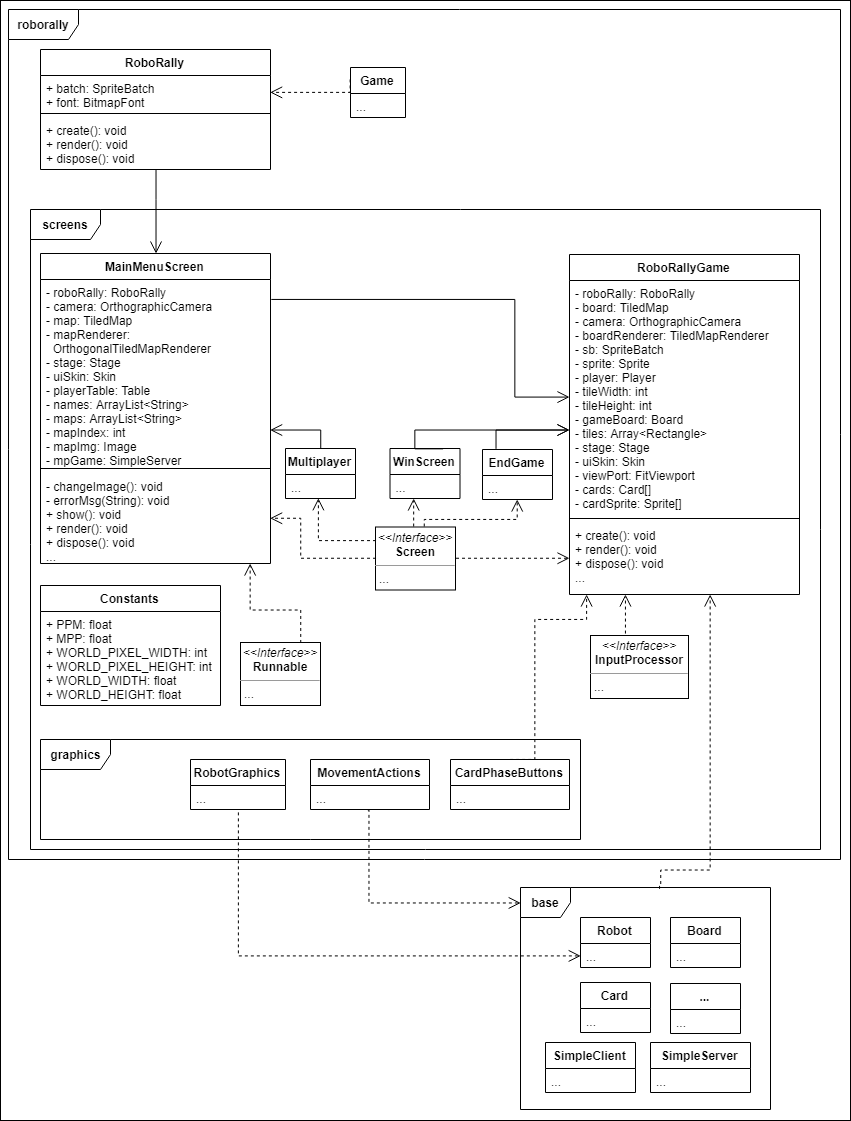 roborally
RoboRally
+ batch: SpriteBatch
+ font: BitmapFont
+ create(): void
+ render(): void
+ dispose(): void
Game
...
screens
MainMenuScreen
- roboRally: RoboRally
- camera: OrthographicCamera
- map: TiledMap
- mapRenderer:
OrthogonalTiledMapRenderer
- stage: Stage
- uiSkin: Skin
- playerTable: Table
- names: ArrayList<String>
- maps: ArrayList<String>
- mapIndex: int
- mapImg: Image
- mpGame: SimpleServer
- changeImage(): void
- errorMsg(String): void
+ show(): void
+ render(): void
+ dispose(): void
...
RoboRallyGame
- roboRally: RoboRally
- board: TiledMap
- camera: OrthographicCamera
- boardRenderer: TiledMapRenderer
- sb: SpriteBatch
- sprite: Sprite
- player: Player
- tileWidth: int
- tileHeight: int
- gameBoard: Board
- tiles: Array<Rectangle>
- stage: Stage
- uiSkin: Skin
- viewPort: FitViewport
- cards: Card[]
- cardSprite: Sprite[]
+ create(): void
+ render(): void
+ dispose(): void
...
Multiplayer
...
WinScreen
...
EndGame
...
<<Interface>>
Screen
...
Constants
+ PPM: float
+ MPP: float
+ WORLD_PIXEL_WIDTH: int
+ WORLD_PIXEL_HEIGHT: int
+ WORLD_WIDTH: float
+ WORLD_HEIGHT: float
<<Interface>>
Runnable
...
<<Interface>>
InputProcessor
...
graphics
RobotGraphics
...
MovementActions
...
CardPhaseButtons
...
base
Robot
...
Board
...
Card
...
...
...
SimpleClient
...
SimpleServer
...